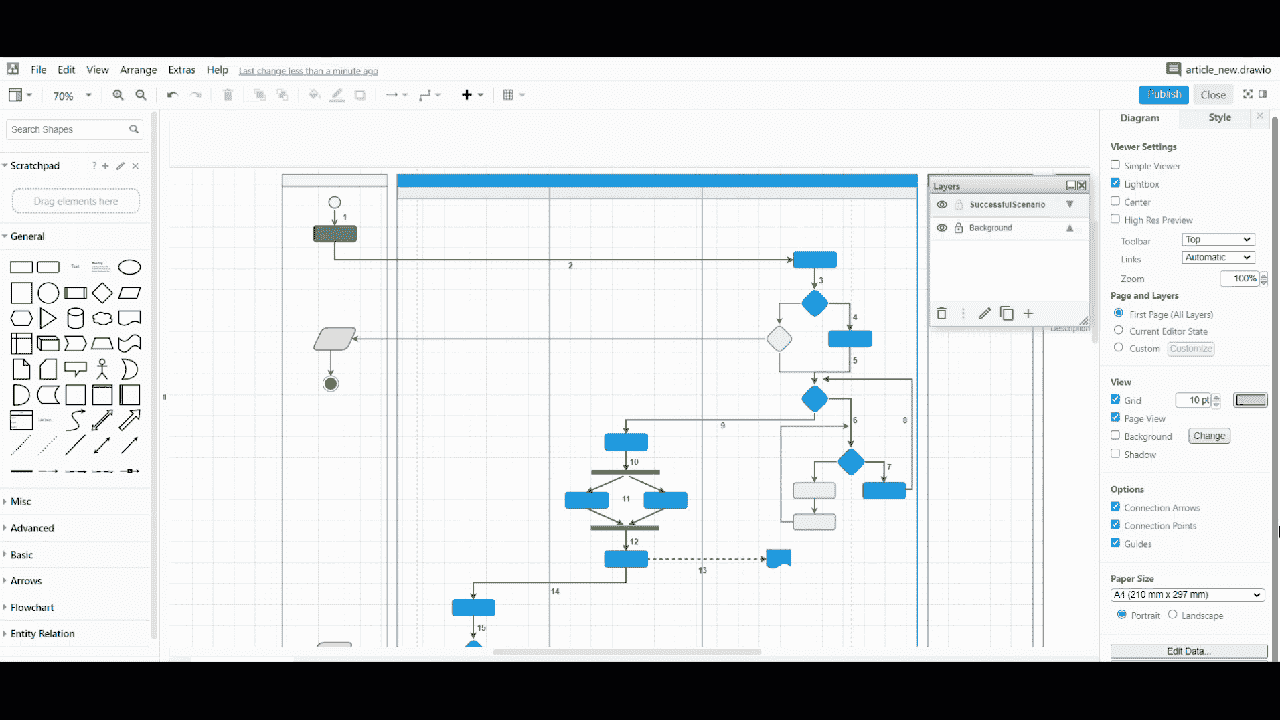 File Edit View Arrange Extras Help Last change less than a minute ago article_new.drawio
70% Publish Close
Search Shapes
Scratchpad
Drag elements here
General
Text
Misc
Advanced
Basic
Arrows
Flowchart
Entity Relation
1
2
3
4
5
6
7
8
9
10
11
12
13
14
15
Layers
SuccessfulScenario
Background
Description
Diagram Style
Viewer Settings
Simple Viewer
Lightbox
Center
High Res Preview
Toolbar Top
Links Automatic
Zoom 100%
Page and Layers
First Page (All Layers)
Current Editor State
Custom Customize
View
Grid 10 pt
Page View
Background Change
Shadow
Options
Connection Arrows
Connection Points
Guides
Paper Size
A4 (210 mm x 297 mm)
Portrait Landscape
Edit Data...